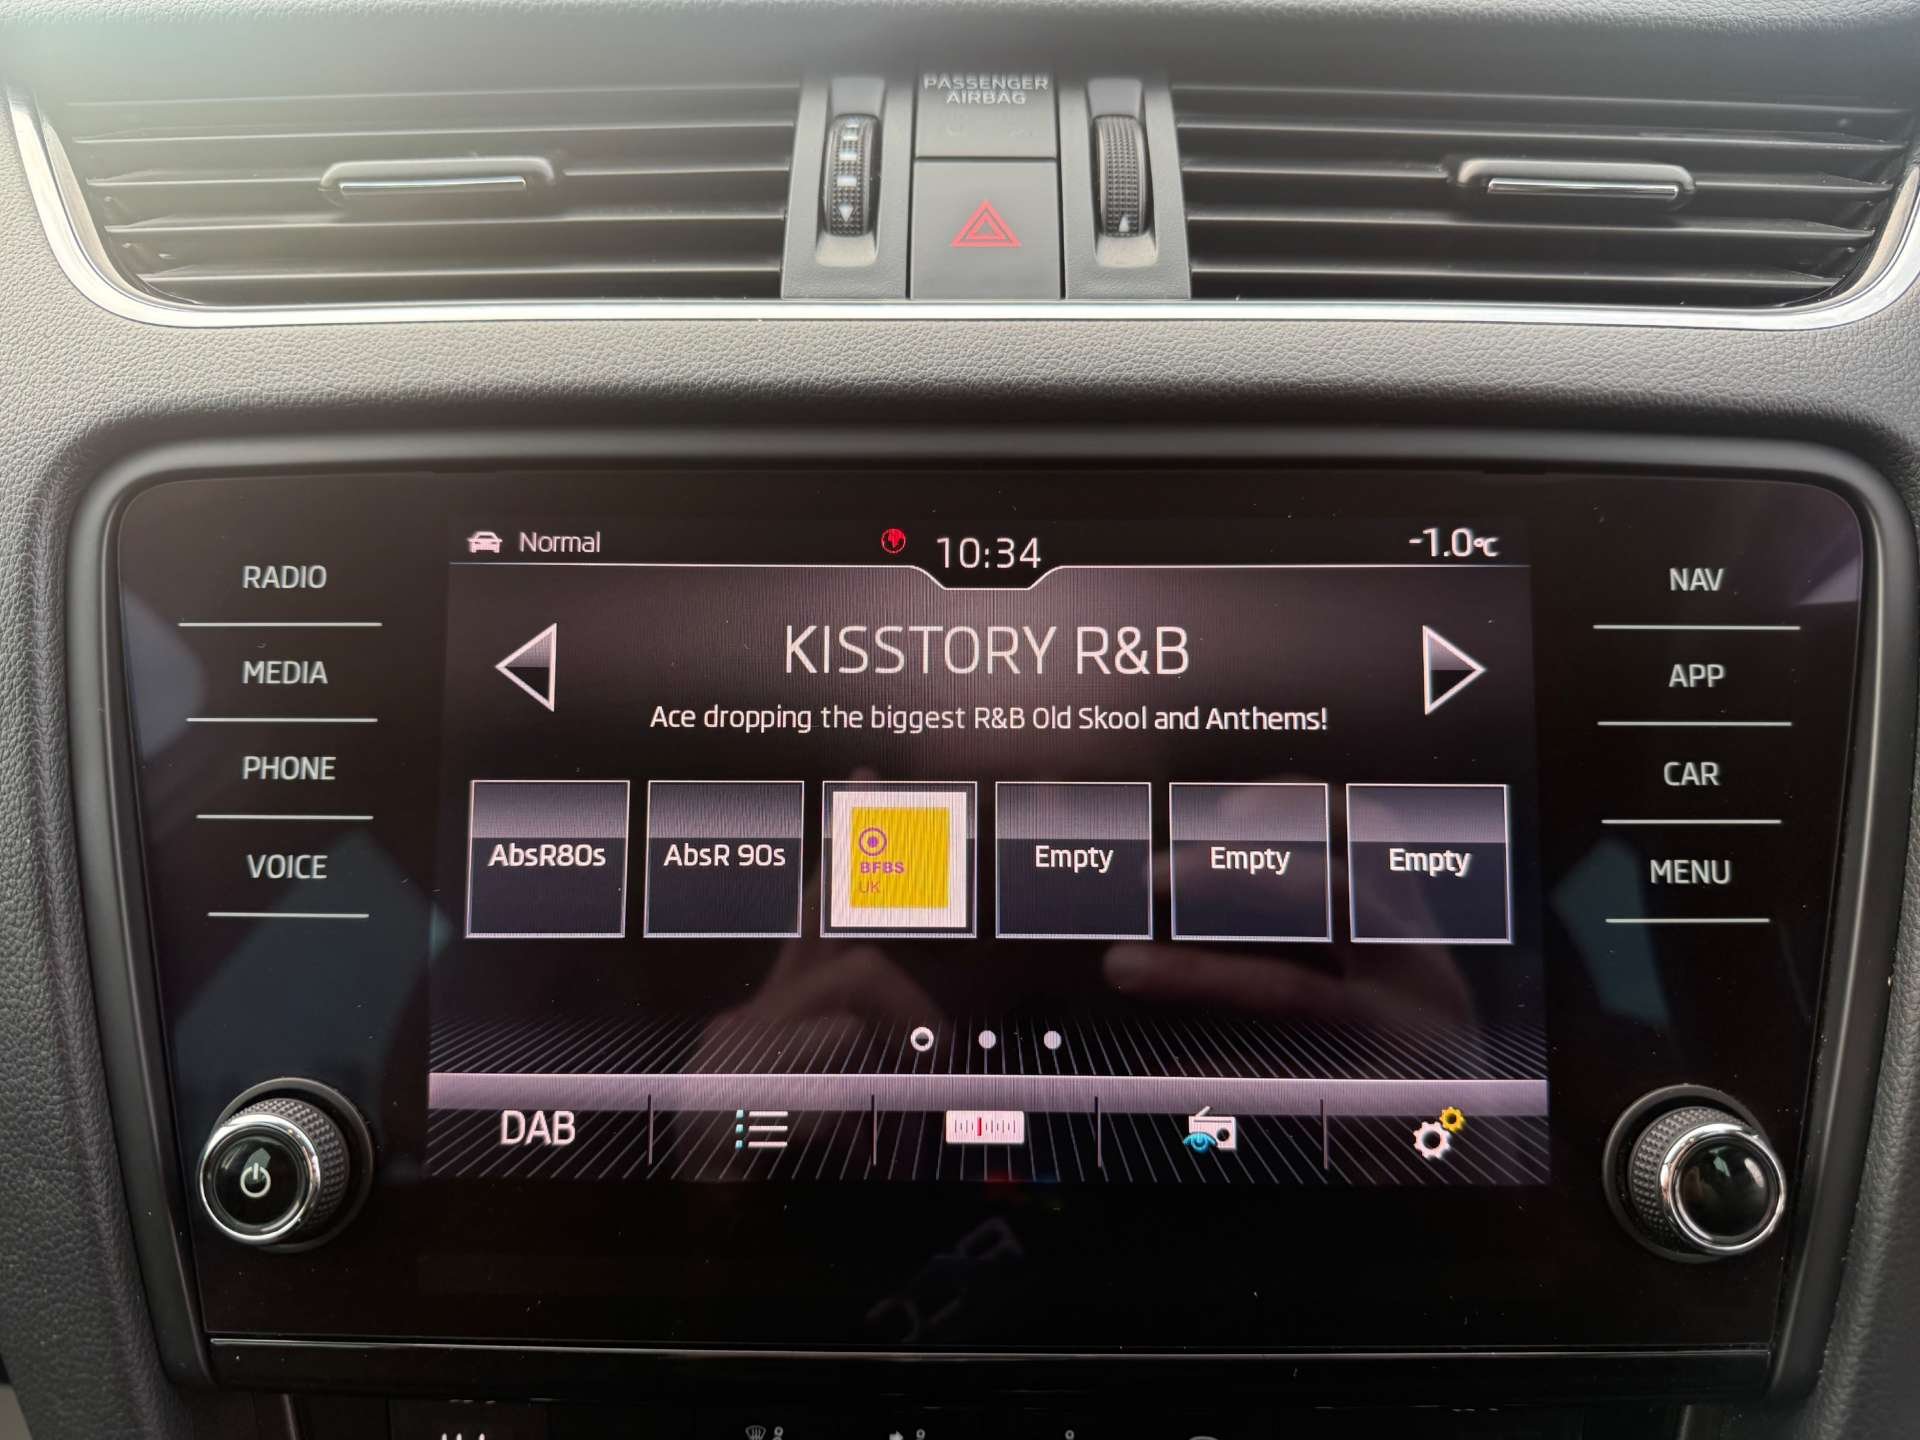 PASSENGER
AIRBAG
Normal
10:34
-1.0°C
RADIO
MEDIA
PHONE
VOICE
KISSTORY R&B
Ace dropping the biggest R&B Old Skool and Anthems!
AbsR80s
AbsR 90s
BFBS
UK
Empty
Empty
Empty
DAB
NAV
APP
CAR
MENU